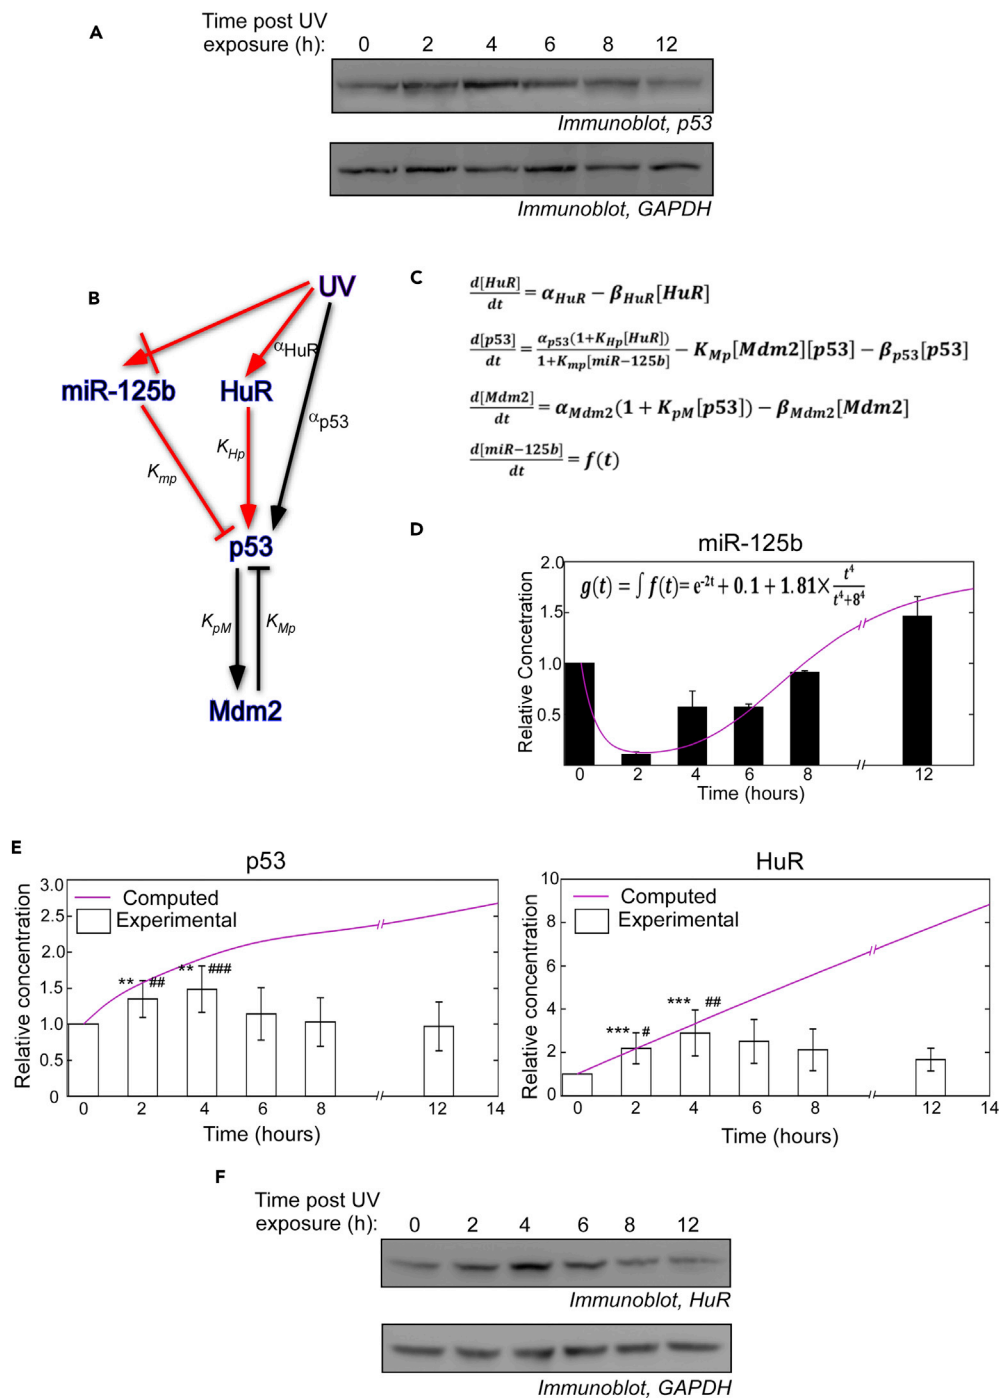 A
Time post UV
exposure (h): 0 2 4 6 8 12
Immunoblot, p53
Immunoblot, GAPDH
B
UV
αHuR
miR-125b HuR
αp53
KHp
Kmp
p53
KpM KMp
Mdm2
C
d[HuR]/dt = αHuR − βHuR[HuR]
d[p53]/dt = αp53(1+KHp[HuR])/1+Kmp[miR−125b] − KMp[Mdm2][p53] − βp53[p53]
d[Mdm2]/dt = αMdm2(1 + KpM[p53]) − βMdm2[Mdm2]
d[miR−125b]/dt = f(t)
D
miR-125b
g(t) = ∫ f(t)= e^-2t + 0.1 + 1.81× t^4/t^4+8^4
2.0
1.5
1.0
0.5
Relative Concetration
0 2 4 6 8 12
Time (hours)
E
p53
Computed
Experimental
3.0
2.5
2.0
1.5
1.0
0.5
0
Relative concentration
** ## ** ###
0 2 4 6 8 12 14
Time (hours)
HuR
Computed
Experimental
10
8
6
4
2
0
Relative concentration
*** # *** ##
0 2 4 6 8 12 14
Time (hours)
F
Time post UV
exposure (h): 0 2 4 6 8 12
Immunoblot, HuR
Immunoblot, GAPDH